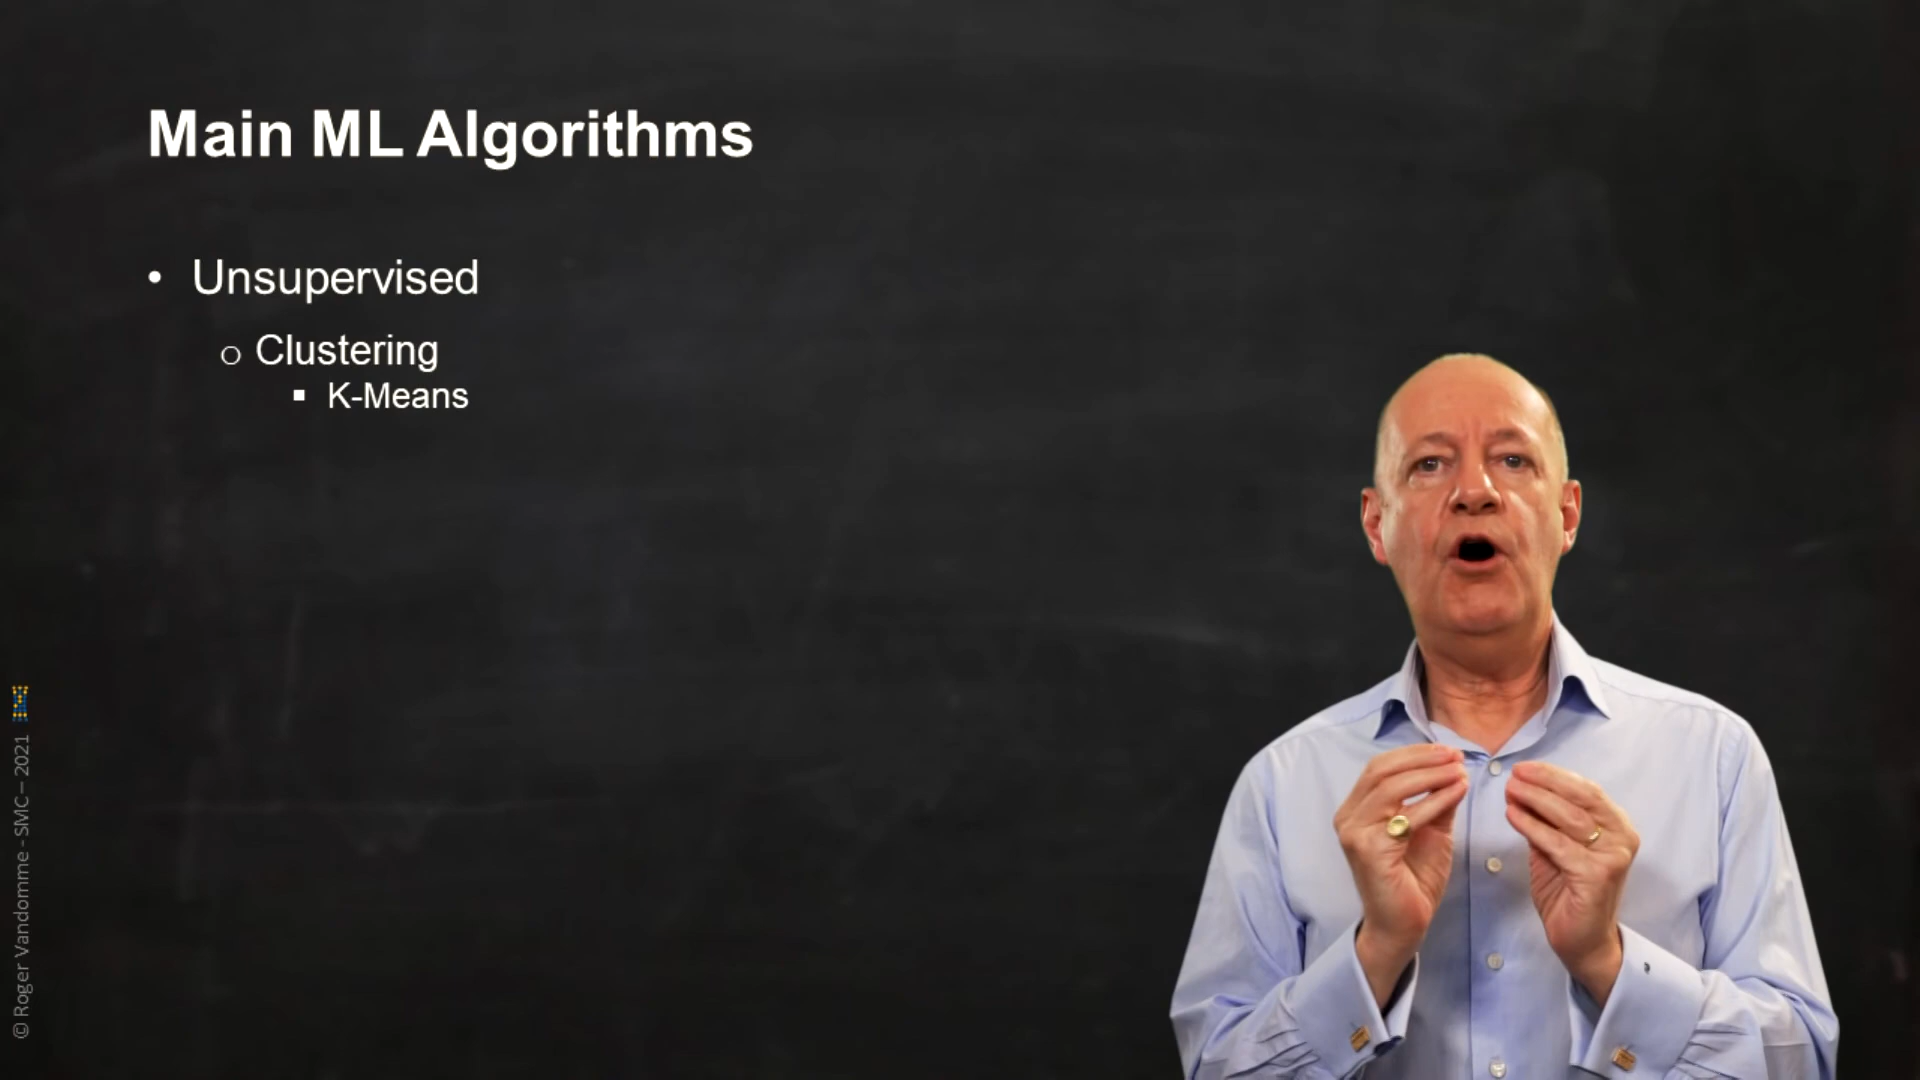 Main ML Algorithms
• Unsupervised
o Clustering
▪ K-Means
© Roger Vandomme - SMC– 2021